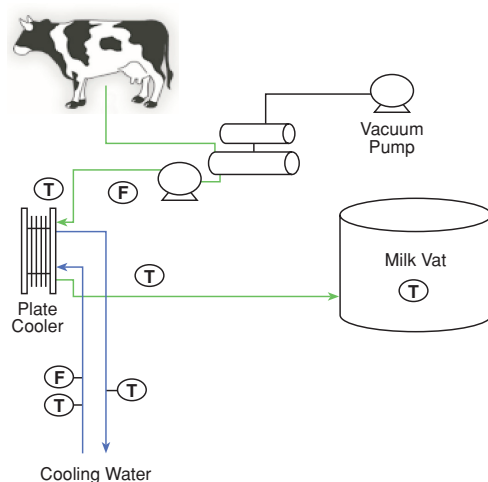 Vacuum
Pump
T
F
T
Milk Vat
T
Plate
Cooler
F
T
T
Cooling Water